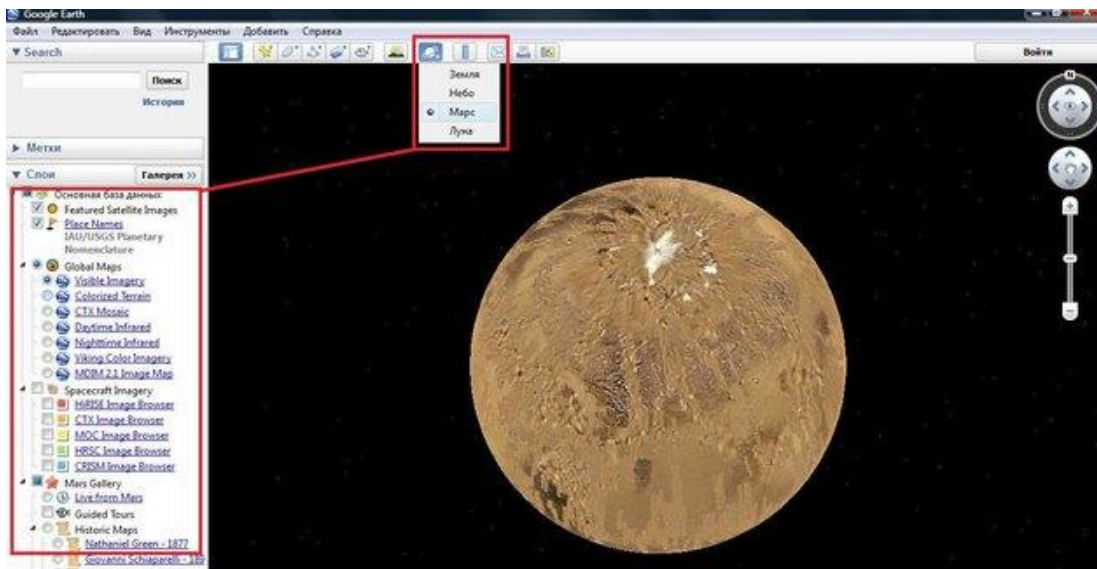 Google Earth
Файл Редактировать Вид Инструменты Добавить Справка
Search
Войти
Поиск
История
Земля
Небо
Марс
Луна
N
Метки
Слои
Галерея >>
Основная база данных
Featured Satellite Images
Place Names
IAU/USGS Planetary
Nomenclature
Global Maps
Visible Imagery
Colorized Terrain
CTX Mosaic
Daytime Infrared
Nighttime Infrared
Viking Color Imagery
MDIM 2.1 Image Map
Spacecraft Imagery
HiRISE Image Browser
CTX Image Browser
MOC Image Browser
HRSC Image Browser
CRISM Image Browser
Mars Gallery
Live from Mars
Guided Tours
Historic Maps
Nathaniel Green - 1877
Giovanni Schiaparelli - 189